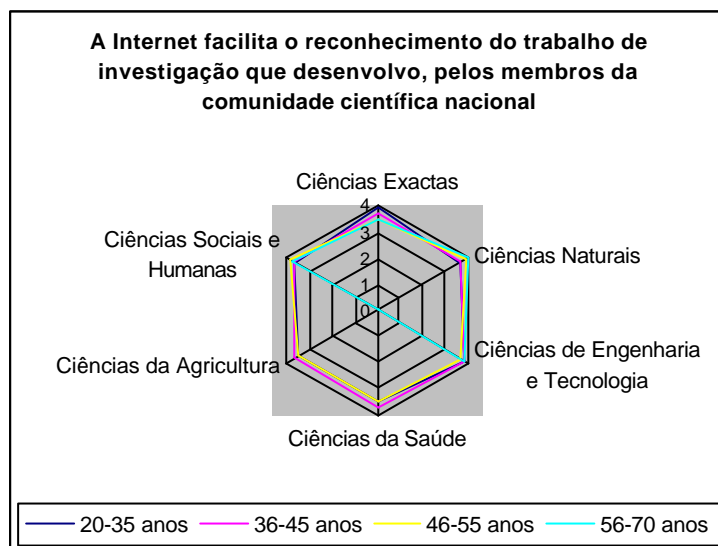 A Internet facilita o reconhecimento do trabalho de
investigação que desenvolvo, pelos membros da
comunidade científica nacional
Ciências Exactas
4
3
2
1
0
Ciências Naturais
Ciências de Engenharia
e Tecnologia
Ciências da Saúde
Ciências da Agricultura
Ciências Sociais e
Humanas
20-35 anos
36-45 anos
46-55 anos
56-70 anos